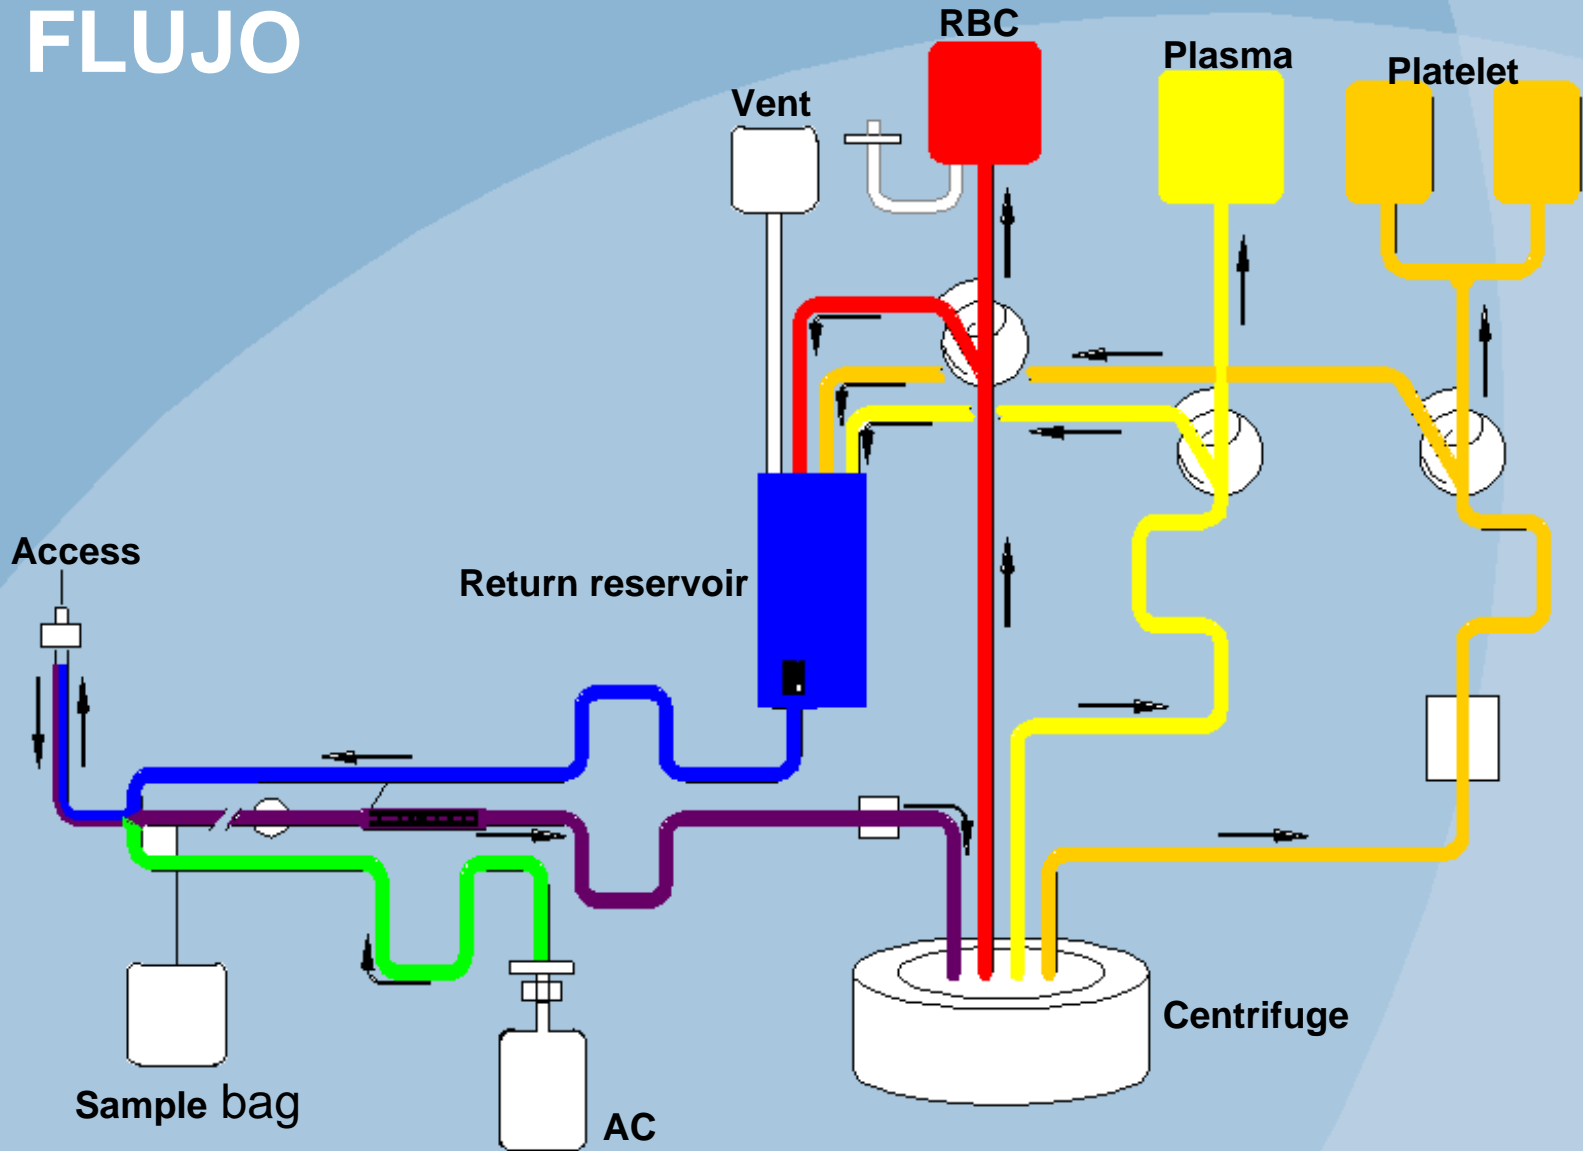 FLUJO
RBC
Plasma
Platelet
Vent
Access
Return reservoir
Centrifuge
Sample bag
AC